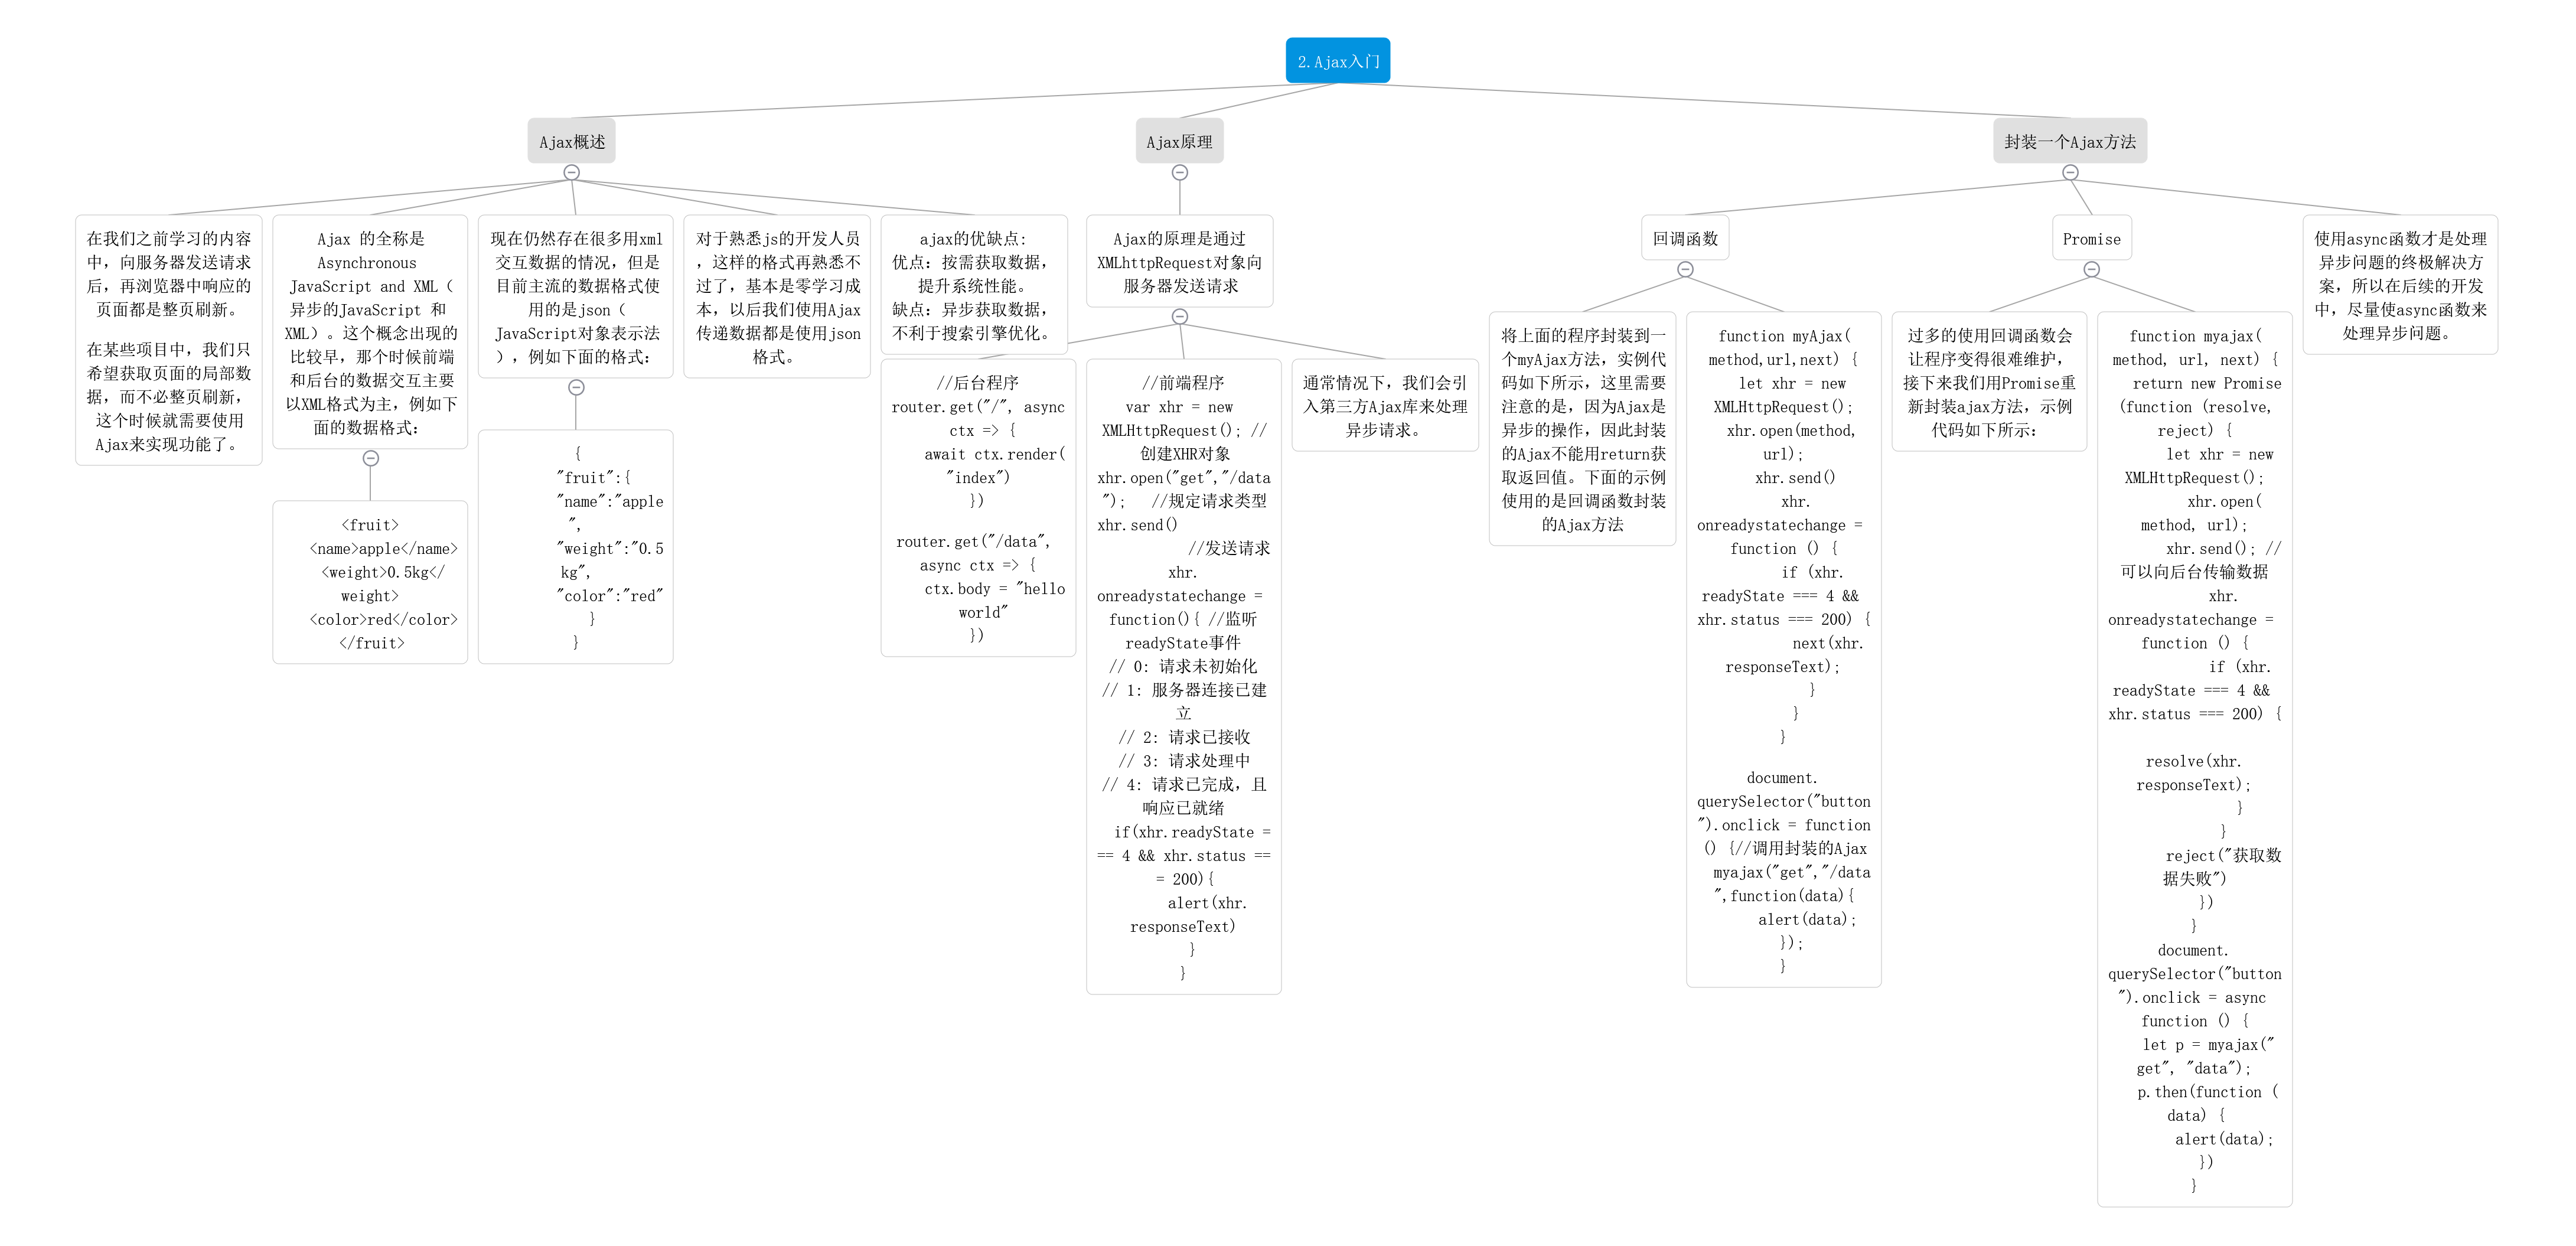 2.Ajax入门
Ajax概述
在我们之前学习的内容
中，向服务器发送请求
后，再浏览器中响应的
页面都是整页刷新。
在某些项目中，我们只
希望获取页面的局部数
据，而不必整页刷新，
这个时候就需要使用
Ajax来实现功能了。
Ajax 的全称是
Asynchronous
JavaScript and XML（
异步的JavaScript 和
XML）。这个概念出现的
比较早，那个时候前端
和后台的数据交互主要
以XML格式为主，例如下
面的数据格式：
<fruit>
<name>apple</name>
<weight>0.5kg</
weight>
<color>red</color>
</fruit>
现在仍然存在很多用xml
交互数据的情况，但是
目前主流的数据格式使
用的是json（
JavaScript对象表示法
），例如下面的格式：
{
"fruit":{
"name":"apple
",
"weight":"0.5
kg",
"color":"red"
}
}
对于熟悉js的开发人员
，这样的格式再熟悉不
过了，基本是零学习成
本，以后我们使用Ajax
传递数据都是使用json
格式。
ajax的优缺点：
优点：按需获取数据，
提升系统性能。
缺点：异步获取数据，
不利于搜索引擎优化。
Ajax原理
Ajax的原理是通过
XMLhttpRequest对象向
服务器发送请求
//后台程序
router.get("/", async
ctx => {
await ctx.render(
"index")
})
router.get("/data",
async ctx => {
ctx.body = "hello
world"
})
//前端程序
var xhr = new
XMLHttpRequest(); //
创建XHR对象
xhr.open("get","/data
"); //规定请求类型
xhr.send()
//发送请求
xhr.
onreadystatechange =
function(){ //监听
readyState事件
// 0: 请求未初始化
// 1: 服务器连接已建
立
// 2: 请求已接收
// 3: 请求处理中
// 4: 请求已完成，且
响应已就绪
if(xhr.readyState =
== 4 && xhr.status ==
= 200){
alert(xhr.
responseText)
}
}
通常情况下，我们会引
入第三方Ajax库来处理
异步请求。
封装一个Ajax方法
回调函数
将上面的程序封装到一
个myAjax方法，实例代
码如下所示，这里需要
注意的是，因为Ajax是
异步的操作，因此封装
的Ajax不能用return获
取返回值。下面的示例
使用的是回调函数封装
的Ajax方法
function myAjax(
method,url,next) {
let xhr = new
XMLHttpRequest();
xhr.open(method,
url);
xhr.send()
xhr.
onreadystatechange =
function () {
if (xhr.
readyState === 4 &&
xhr.status === 200) {
next(xhr.
responseText);
}
}
}
document.
querySelector("button
").onclick = function
() {//调用封装的Ajax
myajax("get","/data
",function(data){
alert(data);
});
}
Promise
过多的使用回调函数会
让程序变得很难维护，
接下来我们用Promise重
新封装ajax方法，示例
代码如下所示：
function myajax(
method, url, next) {
return new Promise
(function (resolve,
reject) {
let xhr = new
XMLHttpRequest();
xhr.open(
method, url);
xhr.send(); //
可以向后台传输数据
xhr.
onreadystatechange =
function () {
if (xhr.
readyState === 4 &&
xhr.status === 200) {
resolve(xhr.
responseText);
}
}
reject("获取数
据失败")
})
}
document.
querySelector("button
").onclick = async
function () {
let p = myajax("
get", "data");
p.then(function (
data) {
alert(data);
})
}
使用async函数才是处理
异步问题的终极解决方
案，所以在后续的开发
中，尽量使async函数来
处理异步问题。